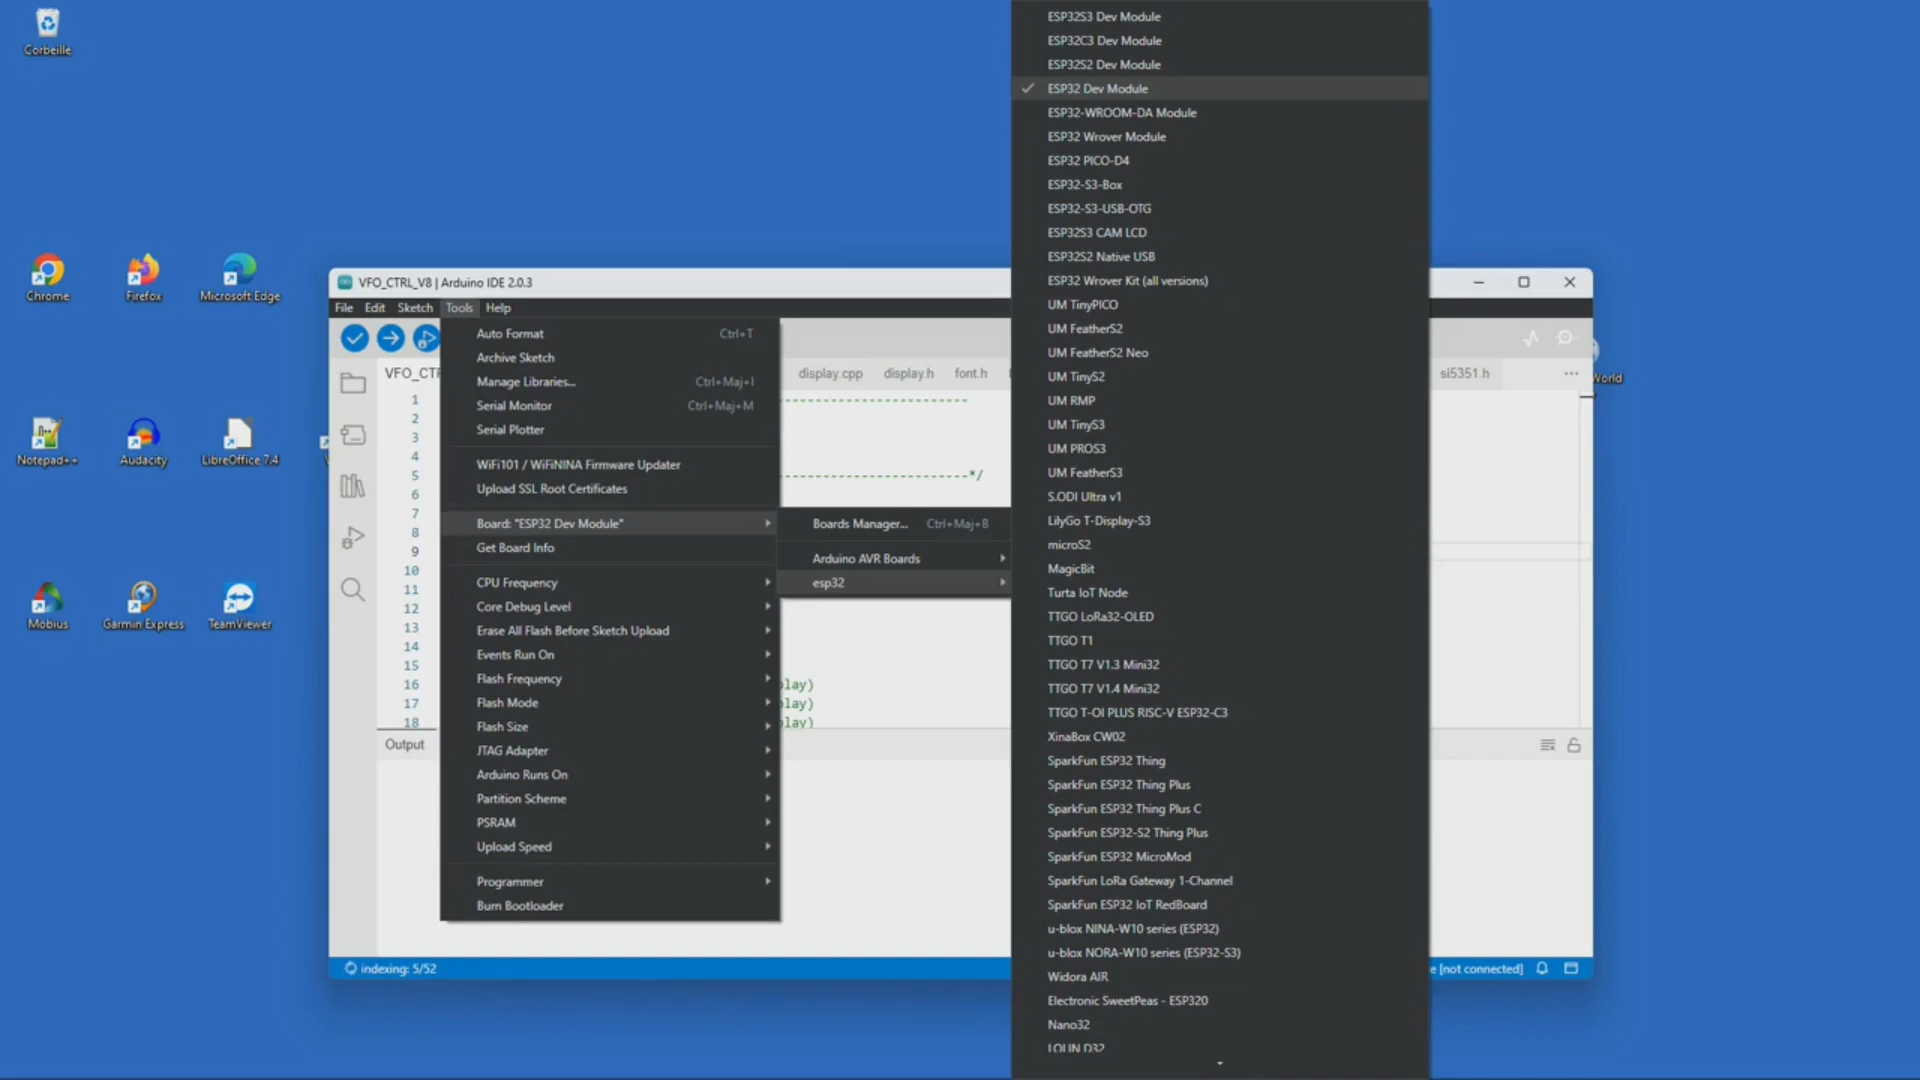 Corbeille
Chrome
Firefox
Microsoft Edge
Notepad++
Audacity
LibreOffice 7.4
Mobius
Garmin Express
TeamViewer
World
VFO_CTRL_V8 | Arduino IDE 2.0.3
File Edit Sketch Tools Help
display.cpp display.h font.h si5351.h ...
1
2
3
4
5
6
7
8
9
10
11
12
13
14
15
16
17
18
-------------------------*/
play)
play)
play)
Output
indexing: 5/52
[not connected]
Auto Format Ctrl+T
Archive Sketch
Manage Libraries... Ctrl+Maj+I
Serial Monitor Ctrl+Maj+M
Serial Plotter
WiFi101 / WiFiNINA Firmware Updater
Upload SSL Root Certificates
Board: "ESP32 Dev Module"
Get Board Info
CPU Frequency
Core Debug Level
Erase All Flash Before Sketch Upload
Events Run On
Flash Frequency
Flash Mode
Flash Size
JTAG Adapter
Arduino Runs On
Partition Scheme
PSRAM
Upload Speed
Programmer
Burn Bootloader
Boards Manager... Ctrl+Maj+B
Arduino AVR Boards
esp32
ESP32S3 Dev Module
ESP32C3 Dev Module
ESP32S2 Dev Module
ESP32 Dev Module
ESP32-WROOM-DA Module
ESP32 Wrover Module
ESP32 PICO-D4
ESP32-S3-Box
ESP32-S3-USB-OTG
ESP32S3 CAM LCD
ESP32S2 Native USB
ESP32 Wrover Kit (all versions)
UM TinyPICO
UM FeatherS2
UM FeatherS2 Neo
UM TinyS2
UM RMP
UM TinyS3
UM PROS3
UM FeatherS3
S.ODI Ultra v1
LilyGo T-Display-S3
microS2
MagicBit
Turta IoT Node
TTGO LoRa32-OLED
TTGO T1
TTGO T7 V1.3 Mini32
TTGO T7 V1.4 Mini32
TTGO T-OI PLUS RISC-V ESP32-C3
XinaBox CW02
SparkFun ESP32 Thing
SparkFun ESP32 Thing Plus
SparkFun ESP32 Thing Plus C
SparkFun ESP32-S2 Thing Plus
SparkFun ESP32 MicroMod
SparkFun LoRa Gateway 1-Channel
SparkFun ESP32 IoT RedBoard
u-blox NINA-W10 series (ESP32)
u-blox NORA-W10 series (ESP32-S3)
Widora AIR
Electronic SweetPeas - ESP320
Nano32
LOLIN D32